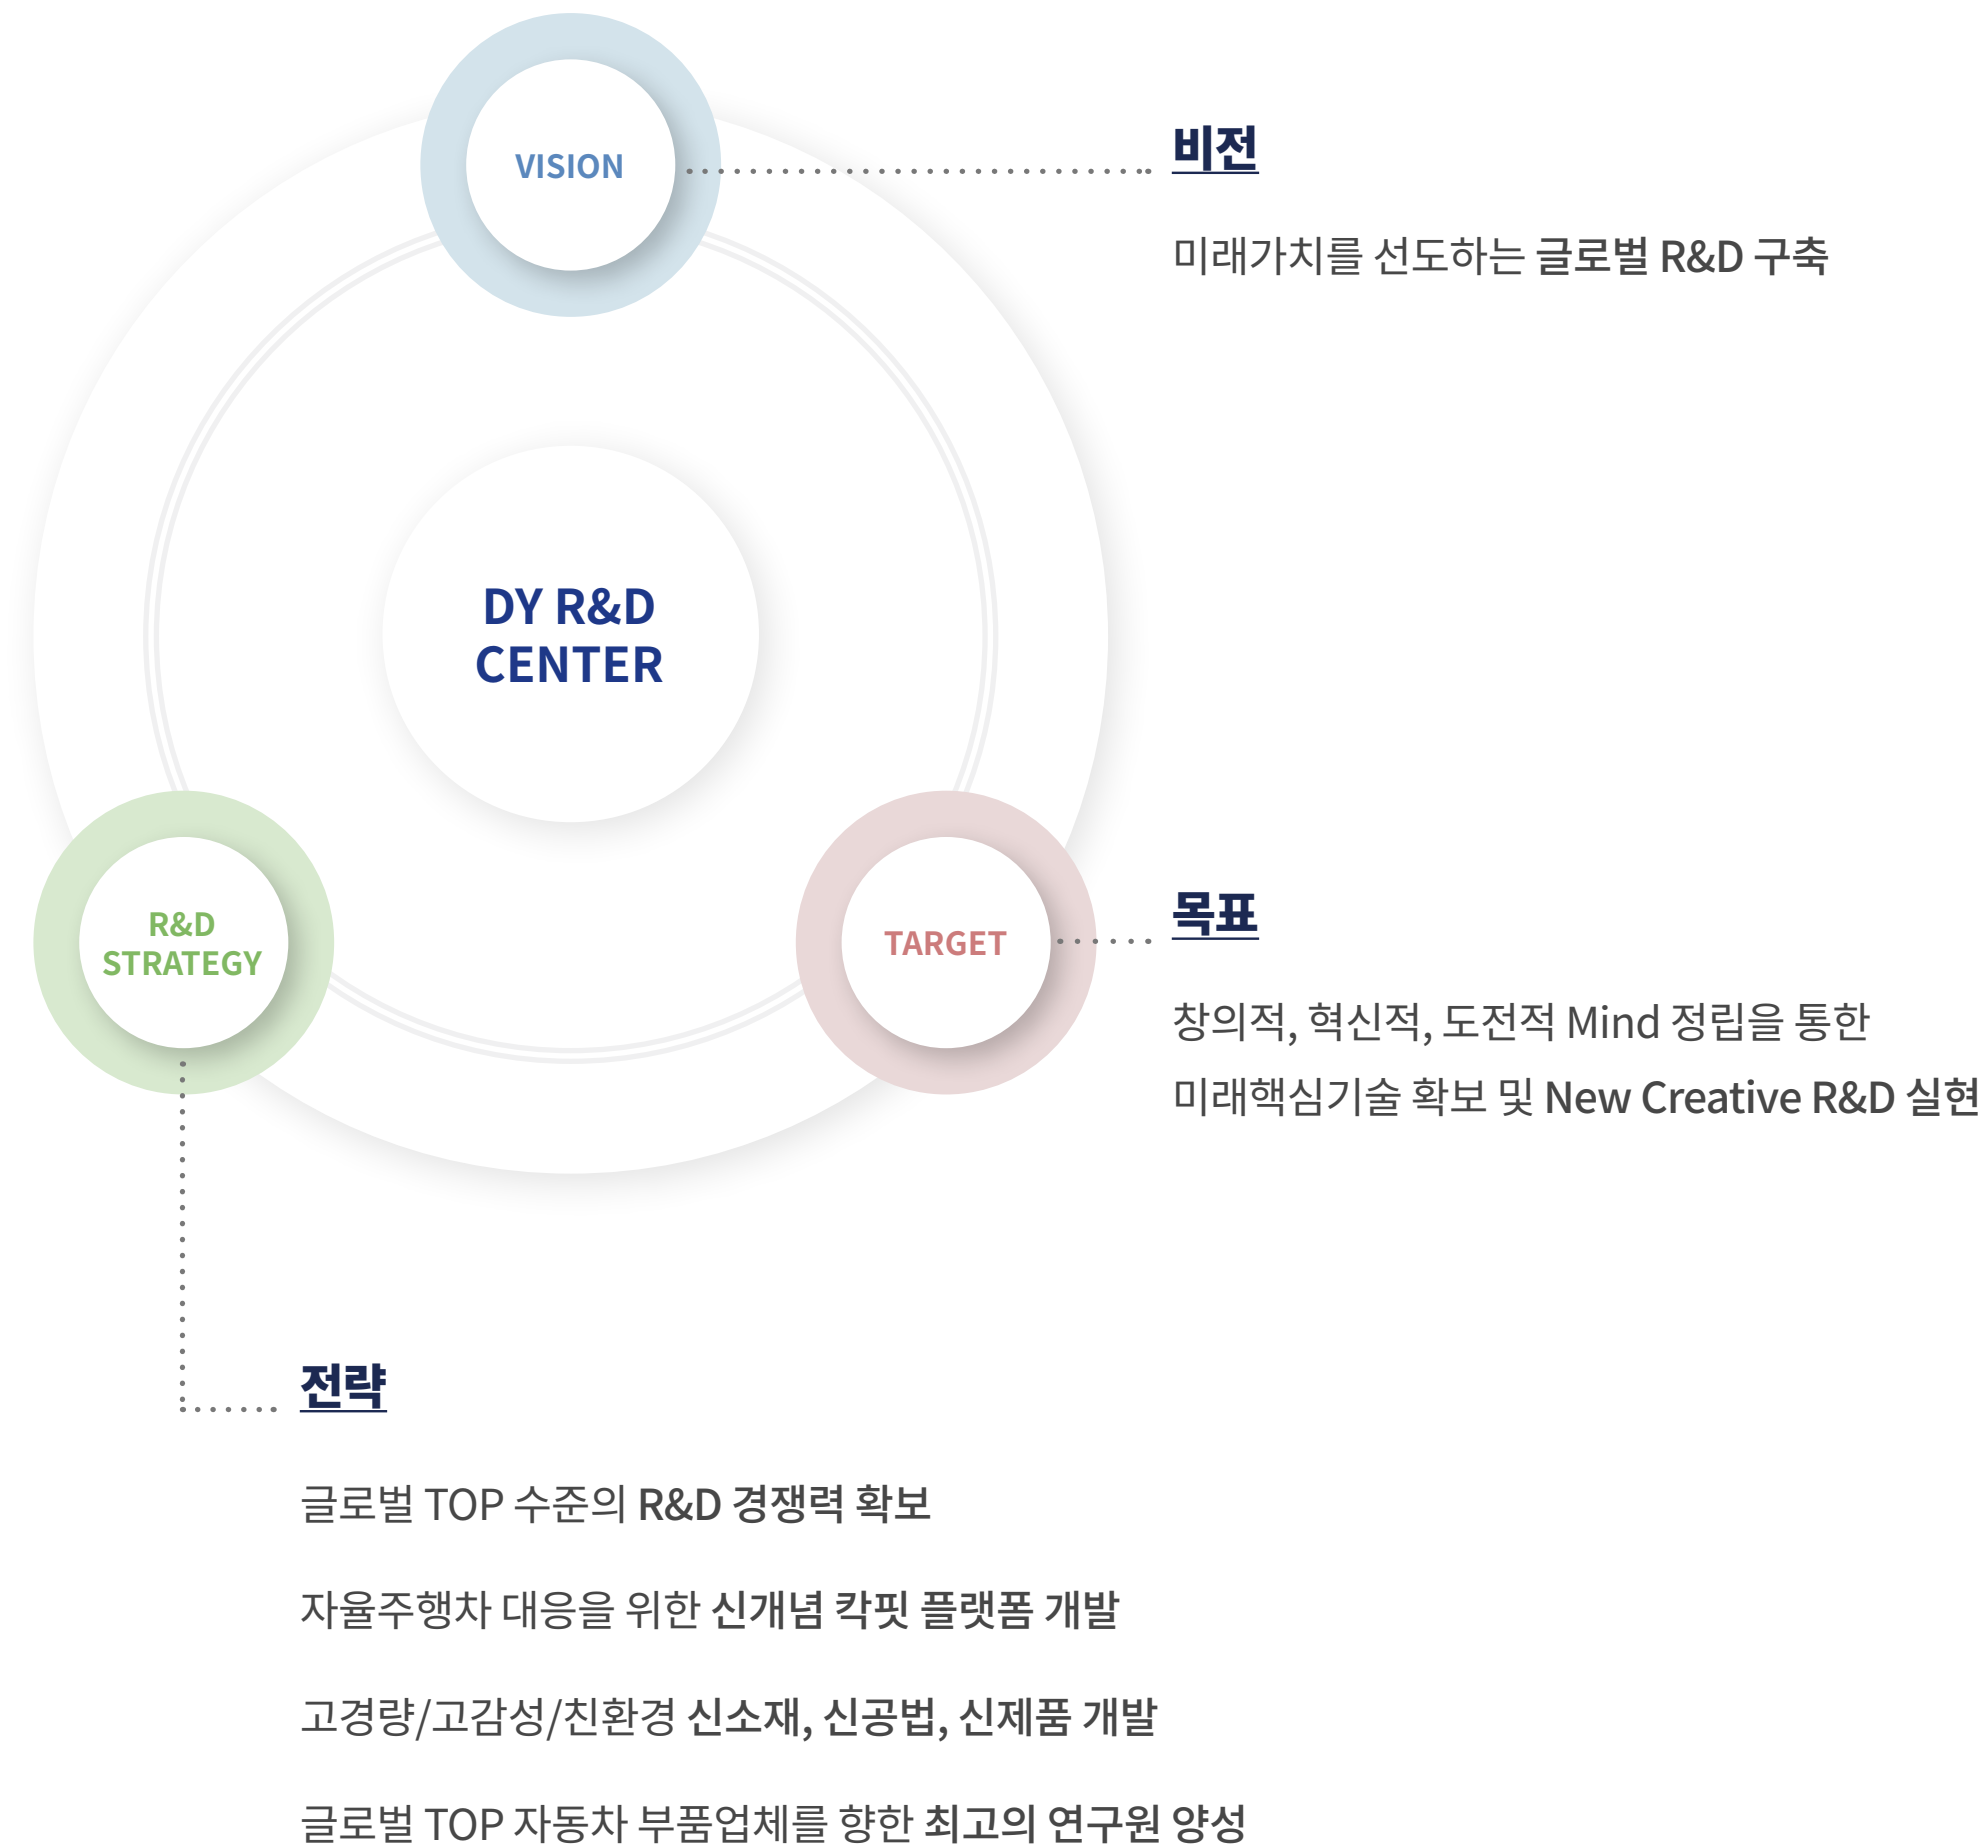 VISION
비전
미래가치를 선도하는 글로벌 R&D 구축
DY R&D
CENTER
R&D
STRATEGY
TARGET
목표
창의적, 혁신적, 도전적 Mind 정립을 통한
미래핵심기술 확보 및 New Creative R&D 실현
전략
글로벌 TOP 수준의 R&D 경쟁력 확보
자율주행차 대응을 위한 신개념 칵핏 플랫폼 개발
고경량/고감성/친환경 신소재, 신공법, 신제품 개발
글로벌 TOP 자동차 부품업체를 향한 최고의 연구원 양성